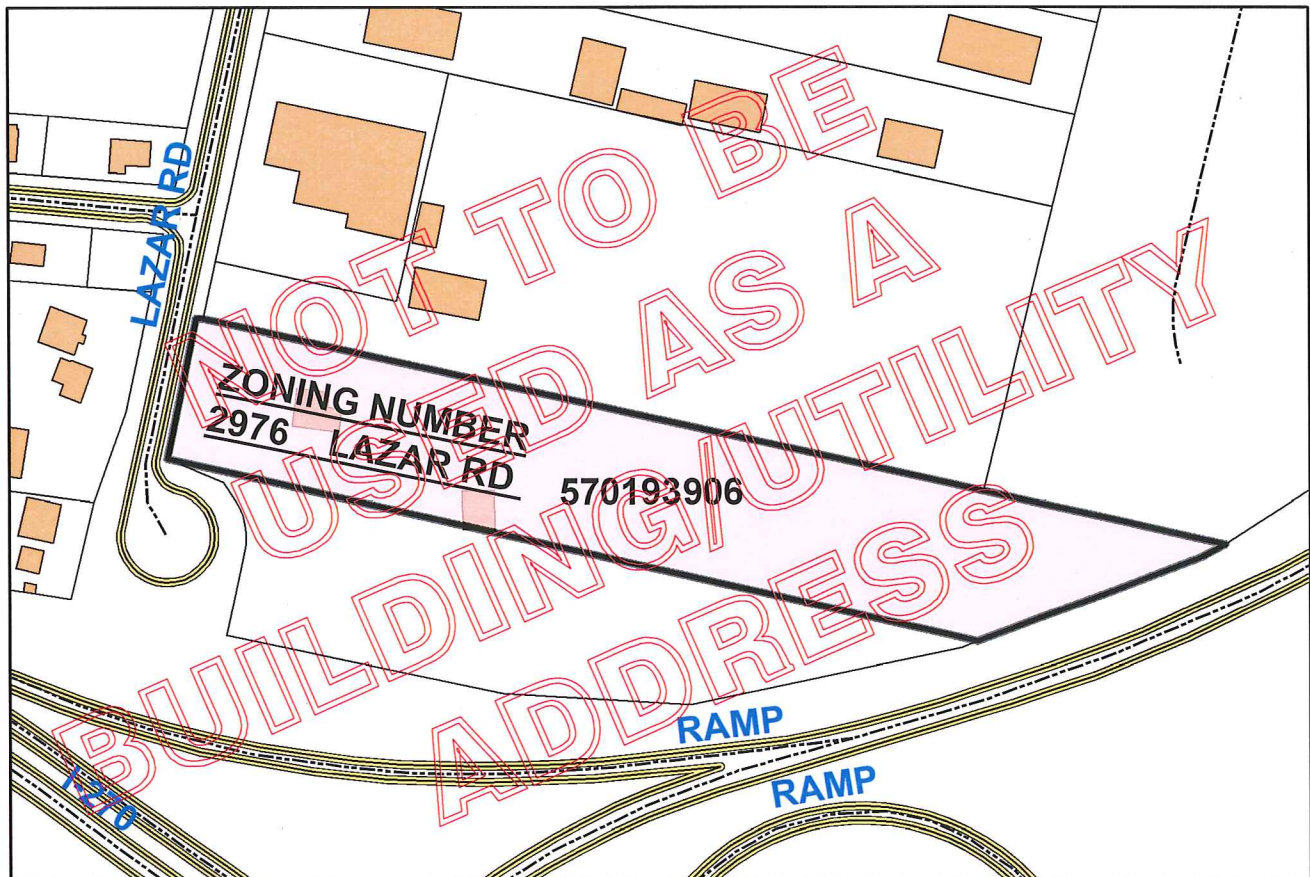 LAZAR RD
ZONING NUMBER
2976 LAZAR RD
570193906
NOT TO BE
USED AS A
BUILDING/UTILITY
ADDRESS
RAMP
RAMP
I-270